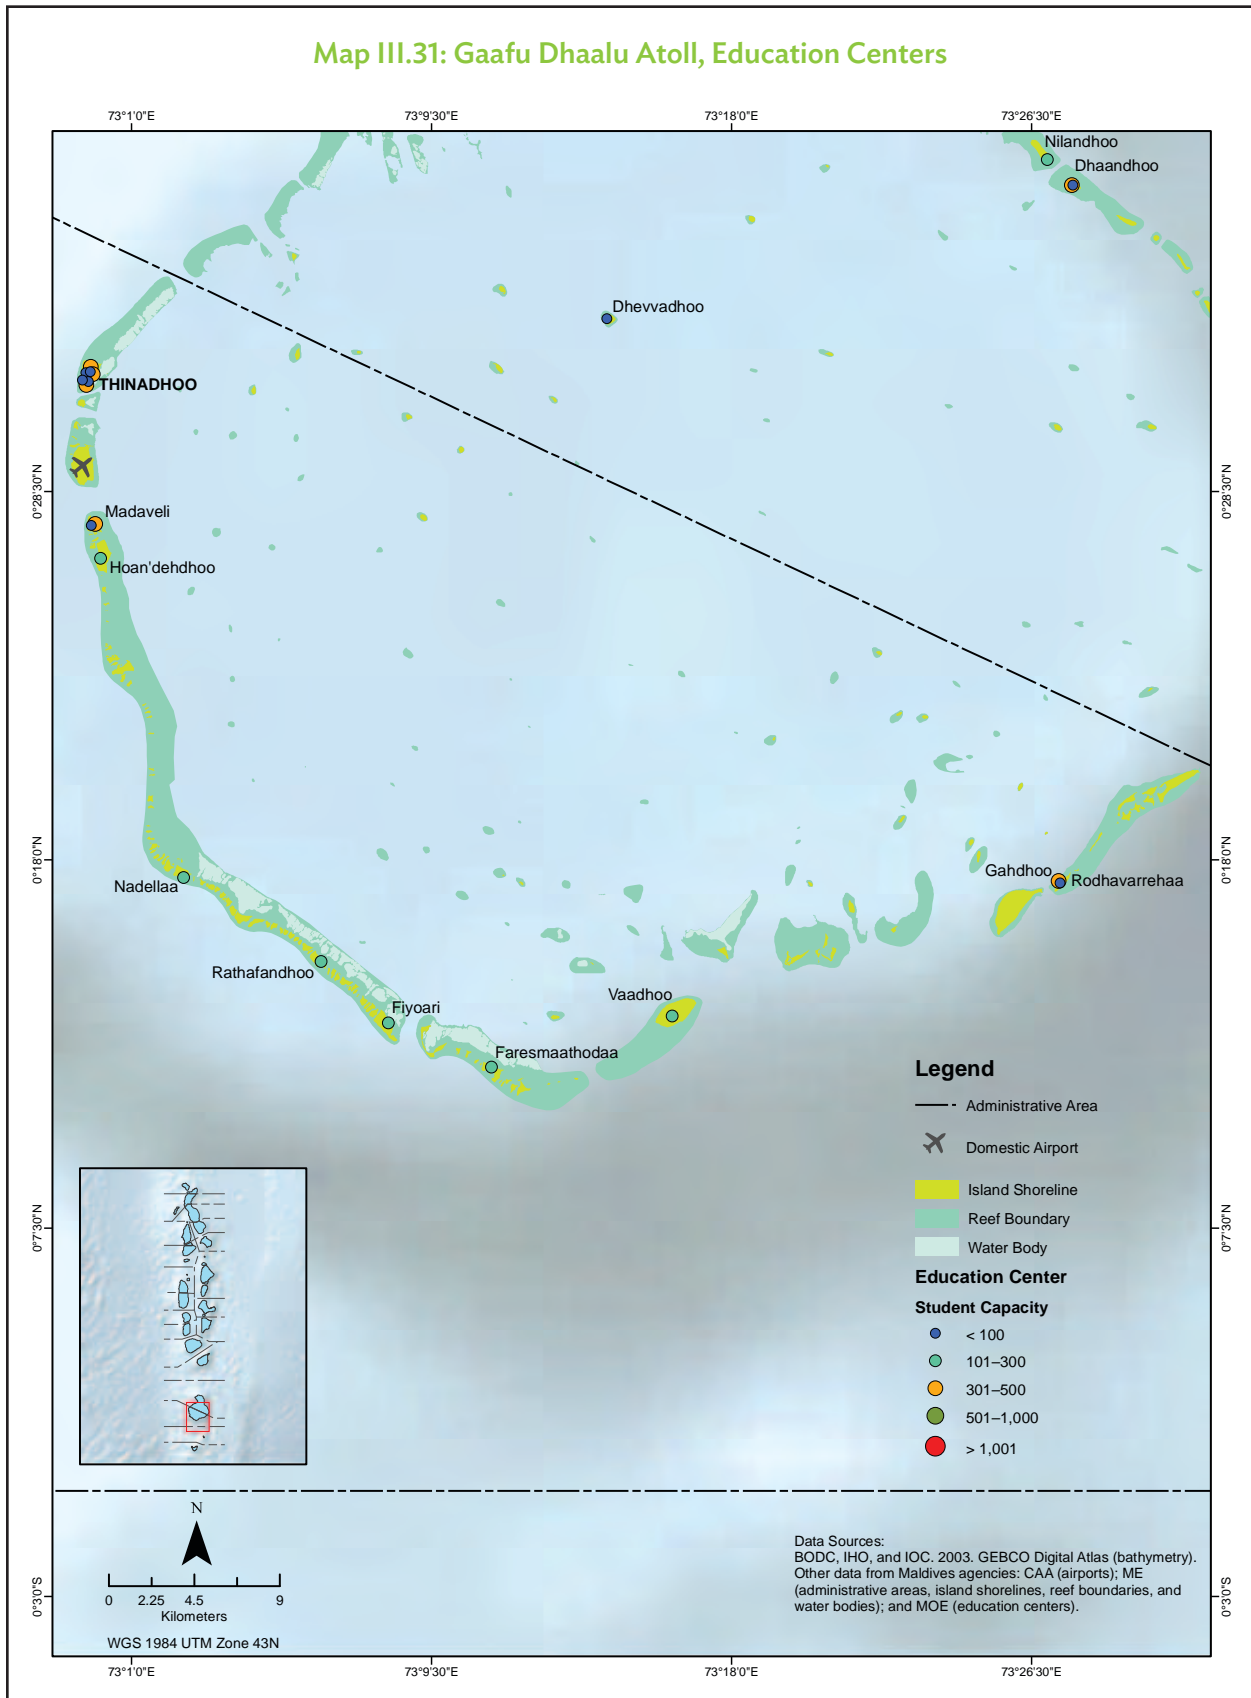 Map III.31: Gaafu Dhaalu Atoll, Education Centers
73°1'0"E
73°9'30"E
73°18'0"E
73°26'30"E
Nilandhoo
Dhaandhoo
Dhevvadhoo
THINADHOO
0°28'30"N
0°28'30"N
Madaveli
Hoan'dehdhoo
0°18'0"N
0°18'0"N
Gahdhoo
Rodhavarrehaa
Nadellaa
Rathafandhoo
Fiyoari
Vaadhoo
Faresmaathodaa
Legend
Administrative Area
Domestic Airport
Island Shoreline
Reef Boundary
Water Body
Education Center
Student Capacity
< 100
101–300
301–500
501–1,000
> 1,001
0°7'30"N
0°7'30"N
N
0 2.25 4.5 9
Kilometers
WGS 1984 UTM Zone 43N
Data Sources:
BODC, IHO, and IOC. 2003. GEBCO Digital Atlas (bathymetry).
Other data from Maldives agencies: CAA (airports); ME
(administrative areas, island shorelines, reef boundaries, and
water bodies); and MOE (education centers).
0°3'0"S
0°3'0"S
73°1'0"E
73°9'30"E
73°18'0"E
73°26'30"E